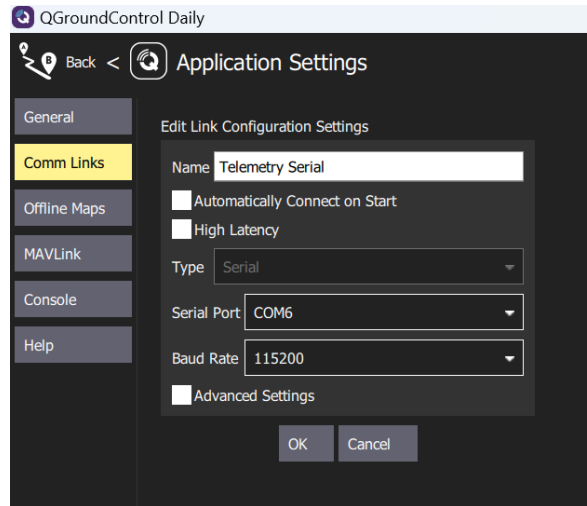 QGroundControl Daily
Back < Application Settings
General
Comm Links
Offline Maps
MAVLink
Console
Help
Edit Link Configuration Settings
Name Telemetry Serial
Automatically Connect on Start
High Latency
Type Serial
Serial Port COM6
Baud Rate 115200
Advanced Settings
OK Cancel